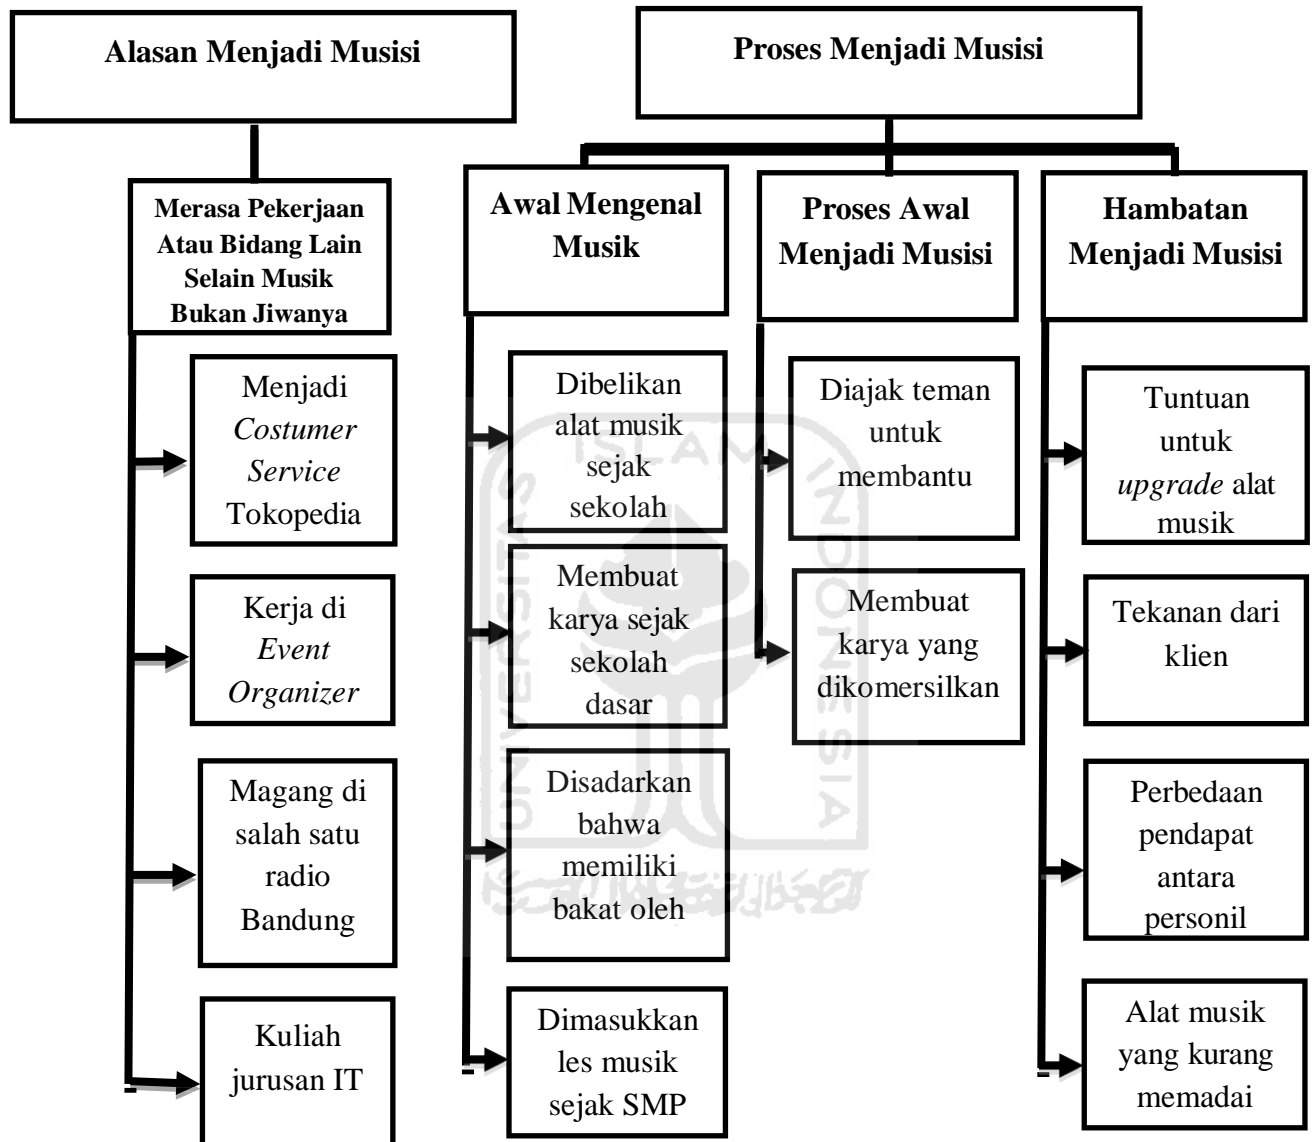 Alasan Menjadi Musisi
Proses Menjadi Musisi
Merasa Pekerjaan
Atau Bidang Lain
Selain Musik
Bukan Jiwanya
Menjadi
Costumer
Service
Tokopedia
Kerja di
Event
Organizer
Magang di
salah satu
radio
Bandung
Kuliah
jurusan IT
Awal Mengenal
Musik
Dibelikan
alat musik
sejak
sekolah
Membuat
karya sejak
sekolah
dasar
Disadarkan
bahwa
memiliki
bakat oleh
Dimasukkan
les musik
sejak SMP
Proses Awal
Menjadi Musisi
Diajak teman
untuk
membantu
Membuat
karya yang
dikomersilkan
Hambatan
Menjadi Musisi
Tuntuan
untuk
upgrade alat
musik
Tekanan dari
klien
Perbedaan
pendapat
antara
personil
Alat musik
yang kurang
memadai
UNIVERSITAS
ISLAM
INDONESIA